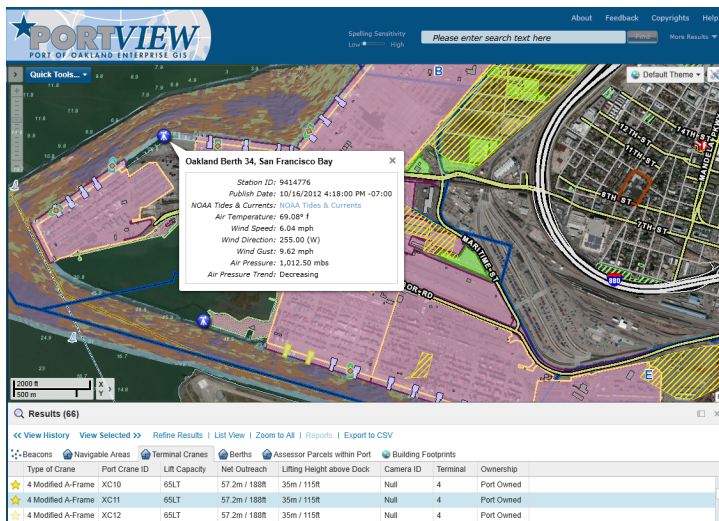 About Feedback Copyrights Help
PORTVIEW
PORT OF OAKLAND ENTERPRISE GIS
Spelling Sensitivity
Low High
Please enter search text here
Find
More Results
Quick Tools...
Default Theme
B
12TH-ST
14TH-ST
8TH-ST
7TH-ST
880
MARITIME-ST
OR-RD
E
Oakland Berth 34, San Francisco Bay
Station ID: 9414776
Publish Date: 10/16/2012 4:18:00 PM -07:00
NOAA Tides & Currents: NOAA Tides & Currents
Air Temperature: 69.08° f
Wind Speed: 6.04 mph
Wind Direction: 255.00 (W)
Wind Gust: 9.62 mph
Air Pressure: 1,012.50 mbs
Air Pressure Trend: Decreasing
2000 ft
500 m
X
Y
Results (66)
<< View History View Selected >> Refine Results | List View | Zoom to All | Reports | Export to CSV
Beacons Navigable Areas Terminal Cranes Berths Assessor Parcels within Port Building Footprints
Type of Crane Port Crane ID Lift Capacity Net Outreach Lifting Height above Dock Camera ID Terminal Ownership
4 Modified A-Frame XC10 65LT 57.2m / 188ft 35m / 115ft Null 4 Port Owned
4 Modified A-Frame XC11 65LT 57.2m / 188ft 35m / 115ft Null 4 Port Owned
4 Modified A-Frame XC12 65LT 57.2m / 188ft 35m / 115ft Null 4 Port Owned